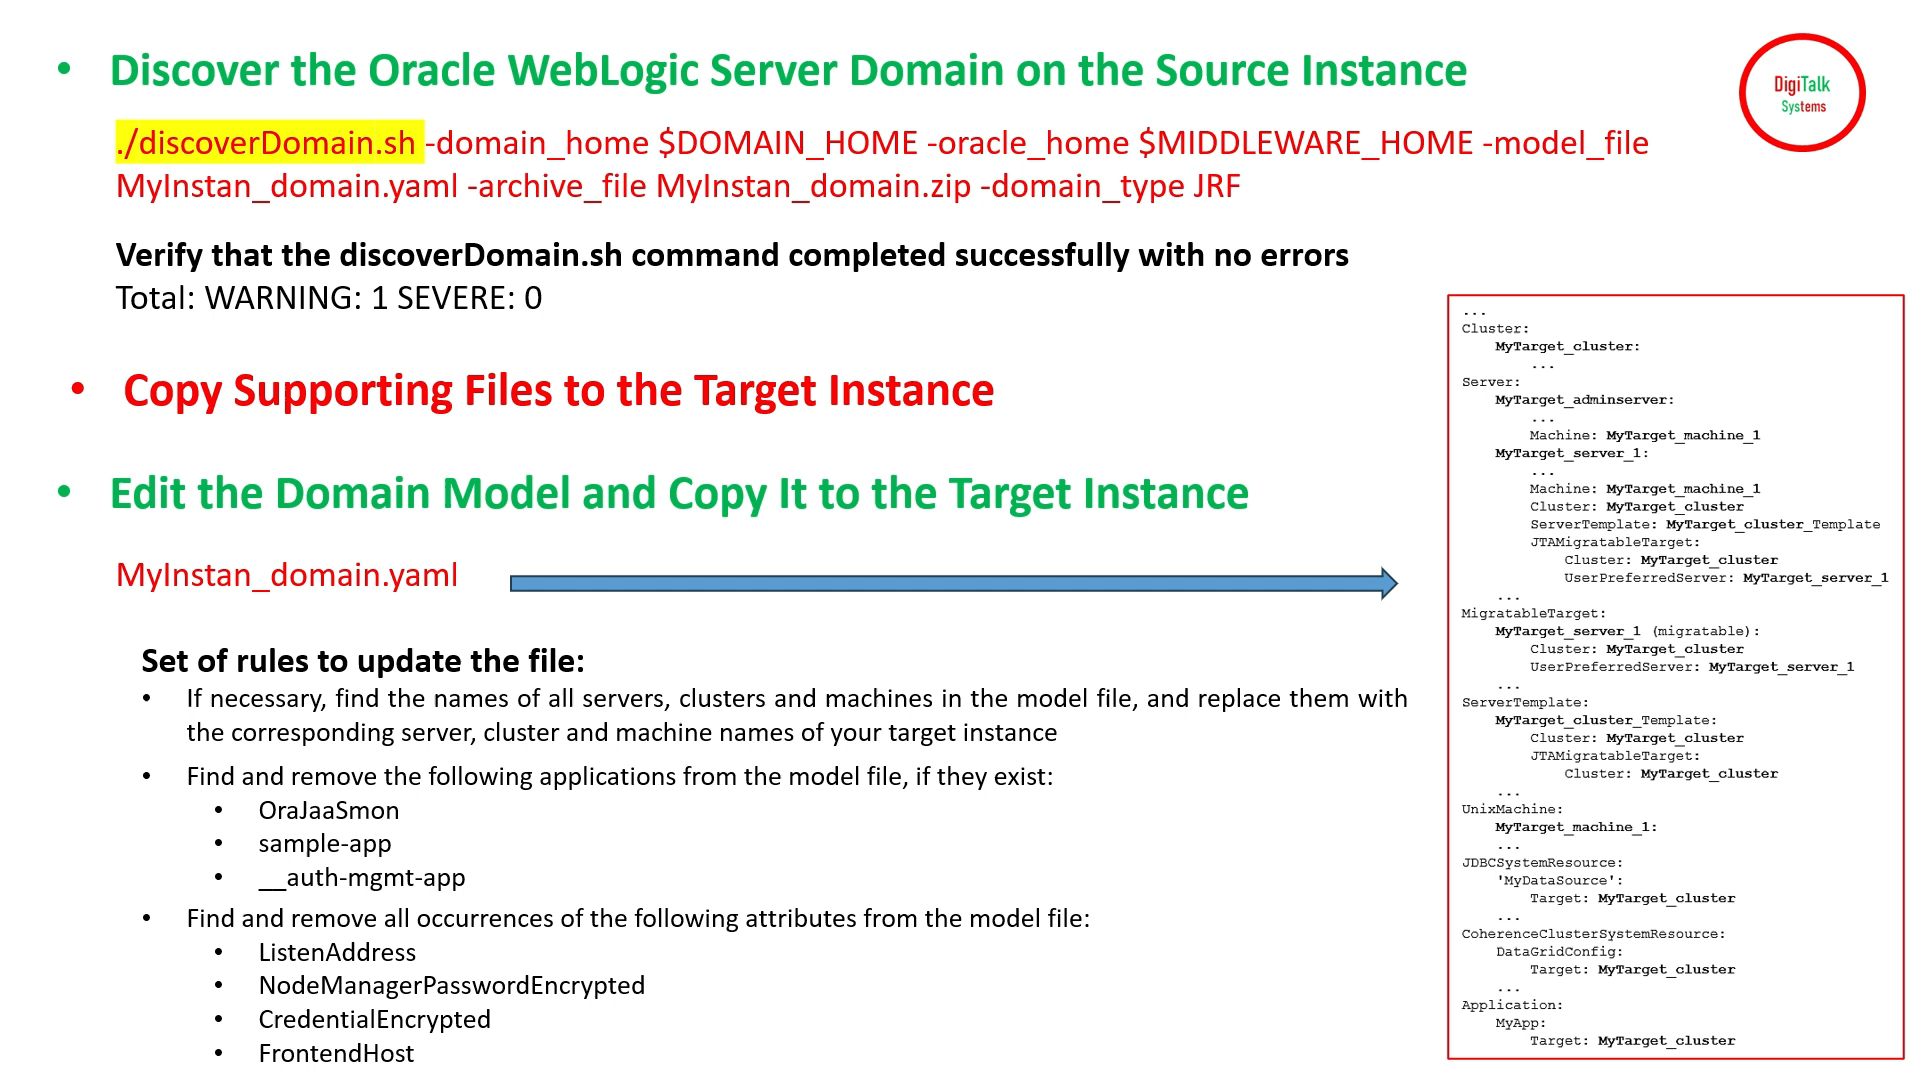 • Discover the Oracle WebLogic Server Domain on the Source Instance
DigiTalk
Systems
./discoverDomain.sh -domain_home $DOMAIN_HOME -oracle_home $MIDDLEWARE_HOME -model_file
MyInstan_domain.yaml -archive_file MyInstan_domain.zip -domain_type JRF
Verify that the discoverDomain.sh command completed successfully with no errors
Total: WARNING: 1 SEVERE: 0
• Copy Supporting Files to the Target Instance
• Edit the Domain Model and Copy It to the Target Instance
MyInstan_domain.yaml
Set of rules to update the file:
• If necessary, find the names of all servers, clusters and machines in the model file, and replace them with
the corresponding server, cluster and machine names of your target instance
• Find and remove the following applications from the model file, if they exist:
• OraJaaSmon
• sample-app
• __auth-mgmt-app
• Find and remove all occurrences of the following attributes from the model file:
• ListenAddress
• NodeManagerPasswordEncrypted
• CredentialEncrypted
• FrontendHost
...
Cluster:
MyTarget_cluster:
...
Server:
MyTarget_adminserver:
...
Machine: MyTarget_machine_1
MyTarget_server_1:
...
Machine: MyTarget_machine_1
Cluster: MyTarget_cluster
ServerTemplate: MyTarget_cluster_Template
JTAMigratableTarget:
Cluster: MyTarget_cluster
UserPreferredServer: MyTarget_server_1
...
MigratableTarget:
MyTarget_server_1 (migratable):
Cluster: MyTarget_cluster
UserPreferredServer: MyTarget_server_1
...
ServerTemplate:
MyTarget_cluster_Template:
Cluster: MyTarget_cluster
JTAMigratableTarget:
Cluster: MyTarget_cluster
...
UnixMachine:
MyTarget_machine_1:
...
JDBCSystemResource:
'MyDataSource':
Target: MyTarget_cluster
...
CoherenceClusterSystemResource:
DataGridConfig:
Target: MyTarget_cluster
...
Application:
MyApp:
Target: MyTarget_cluster